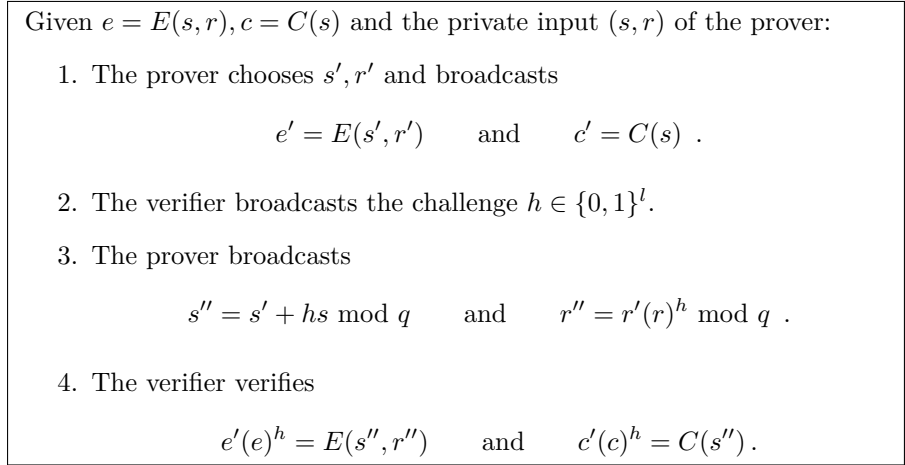 Given e = E(s, r), c = C(s) and the private input (s, r) of the prover:
1. The prover chooses s′, r′ and broadcasts
e′ = E(s′, r′) and c′ = C(s) .
2. The verifier broadcasts the challenge h ∈ {0, 1}^l.
3. The prover broadcasts
s′′ = s′ + hs mod q and r′′ = r′(r)^h mod q .
4. The verifier verifies
e′(e)^h = E(s′′, r′′) and c′(c)^h = C(s′′) .